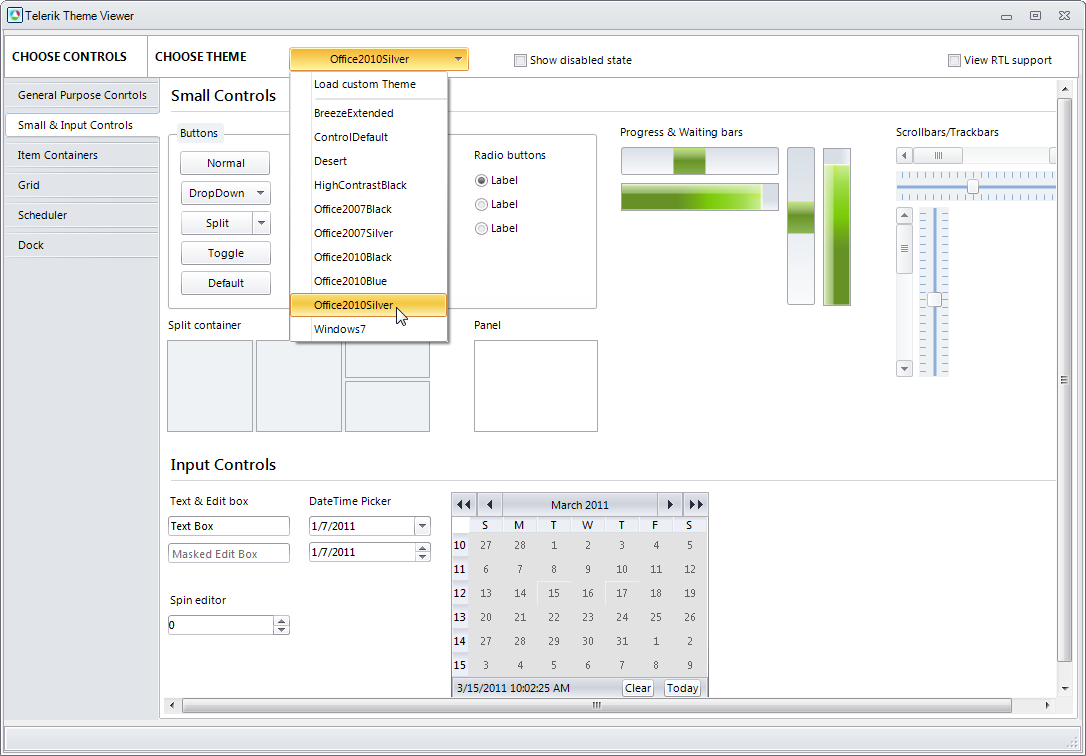 Telerik Theme Viewer
CHOOSE CONTROLS
CHOOSE THEME
Office2010Silver
Show disabled state
View RTL support
General Purpose Conrtols
Small & Input Controls
Item Containers
Grid
Scheduler
Dock
Load custom Theme
BreezeExtended
ControlDefault
Desert
HighContrastBlack
Office2007Black
Office2007Silver
Office2010Black
Office2010Blue
Office2010Silver
Windows7
Small Controls
Buttons
Normal
DropDown
Split
Toggle
Default
Radio buttons
Label
Label
Label
Progress & Waiting bars
Scrollbars/Trackbars
Split container
Panel
Input Controls
Text & Edit box
Text Box
Masked Edit Box
DateTime Picker
1/7/2011
1/7/2011
Spin editor
0
March 2011
S M T W T F S
10 27 28 1 2 3 4 5
11 6 7 8 9 10 11 12
12 13 14 15 16 17 18 19
13 20 21 22 23 24 25 26
14 27 28 29 30 31 1 2
15 3 4 5 6 7 8 9
3/15/2011 10:02:25 AM Clear Today